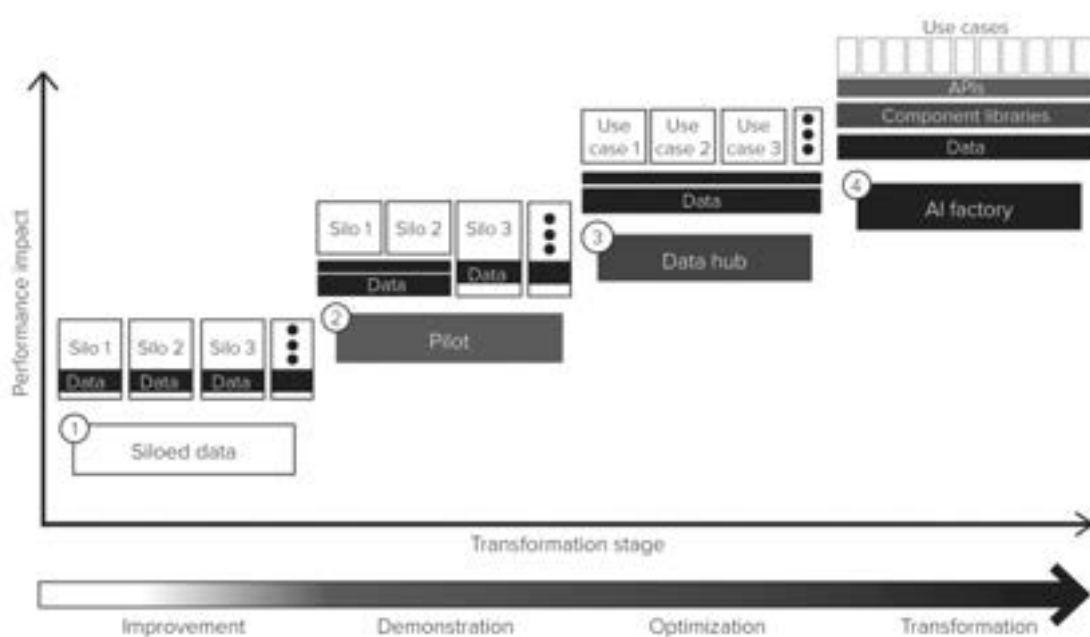 Use cases
APIs
Component libraries
Data
4
AI factory
Use case 1
Use case 2
Use case 3
Data
3
Data hub
Silo 1
Silo 2
Silo 3
Data
Data
2
Pilot
Silo 1
Silo 2
Silo 3
Data
Data
Data
1
Siloed data
Performance impact
Transformation stage
Improvement
Demonstration
Optimization
Transformation